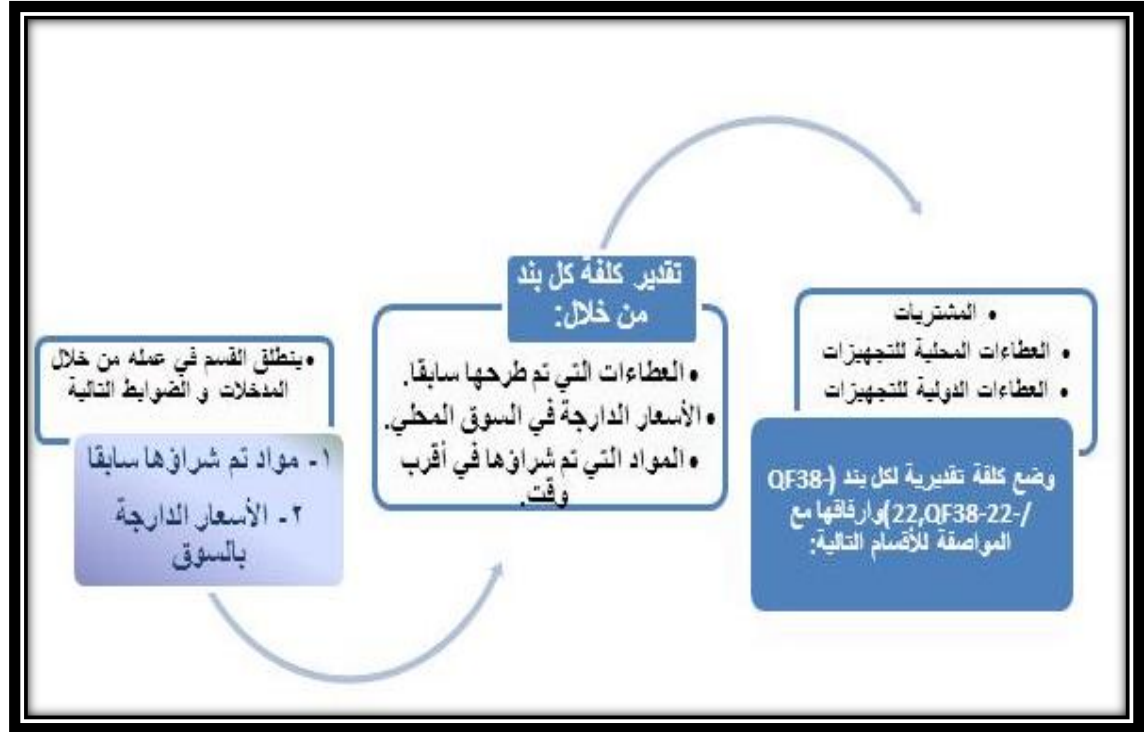 •ينطلق القسم في عمله من خلال
المدخلات و الضوابط التالية
١- مواد تم شراؤها سابقا
٢- الأسعار الدارجة
بالسوق
تقدير كلفة كل بند
من خلال:
•العطاءات التي تم طرحها سابقا.
•الأسعار الدارجة في السوق المحلي.
•المواد التي تم شراؤها في أقرب
وقت.
• المشتريات
• العطاءات المحلية للتجهيزات
• العطاءات الدولية للتجهيزات
وضع كلفة تقديرية لكل بند (QF38-
22,QF38-22-/)وارفاقها مع
المواصفة للأقسام التالية: